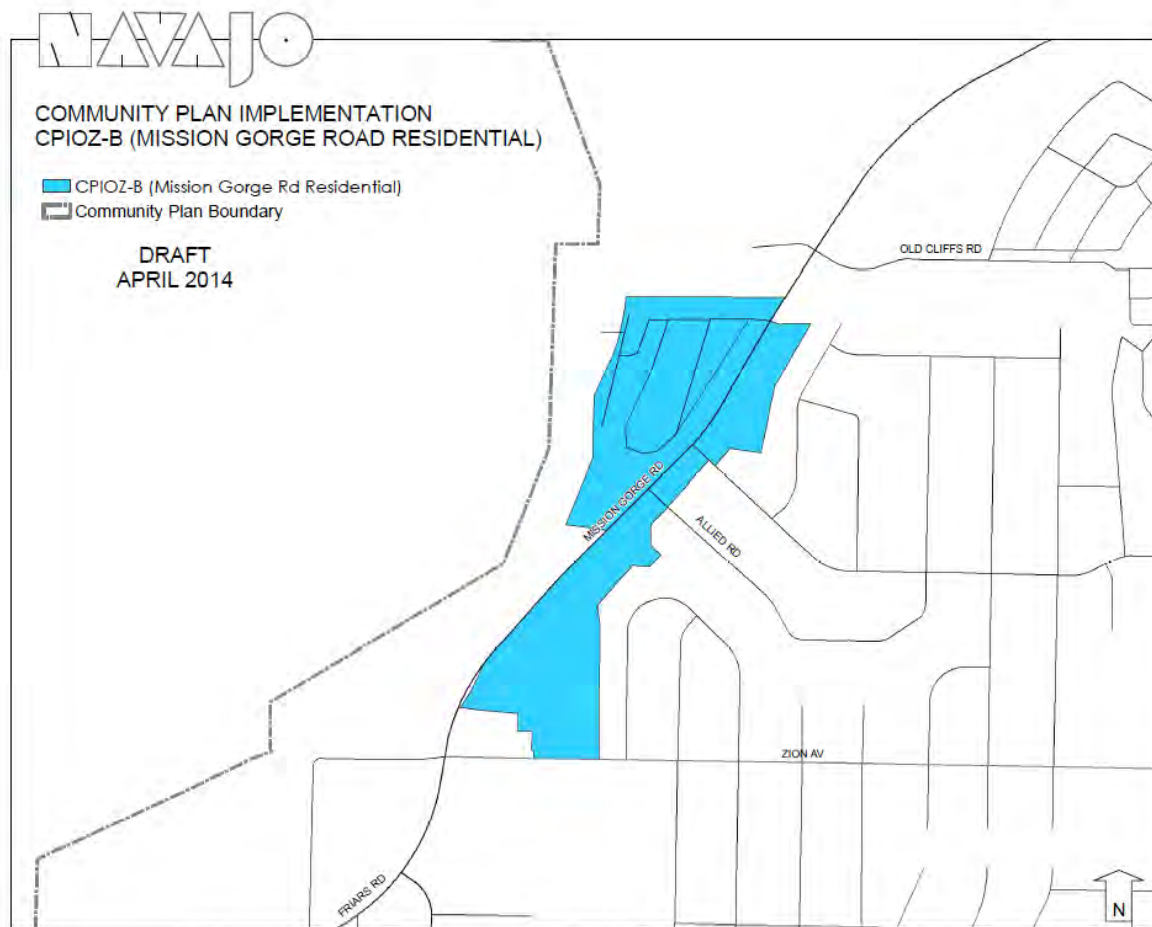 NAVAJO
COMMUNITY PLAN IMPLEMENTATION
CPIOZ-B (MISSION GORGE ROAD RESIDENTIAL)
CPIOZ-B (Mission Gorge Rd Residential)
Community Plan Boundary
DRAFT
APRIL 2014
OLD CLIFFS RD
MISSION GORGE RD
ALLIED RD
ZION AV
FRIARS RD
N